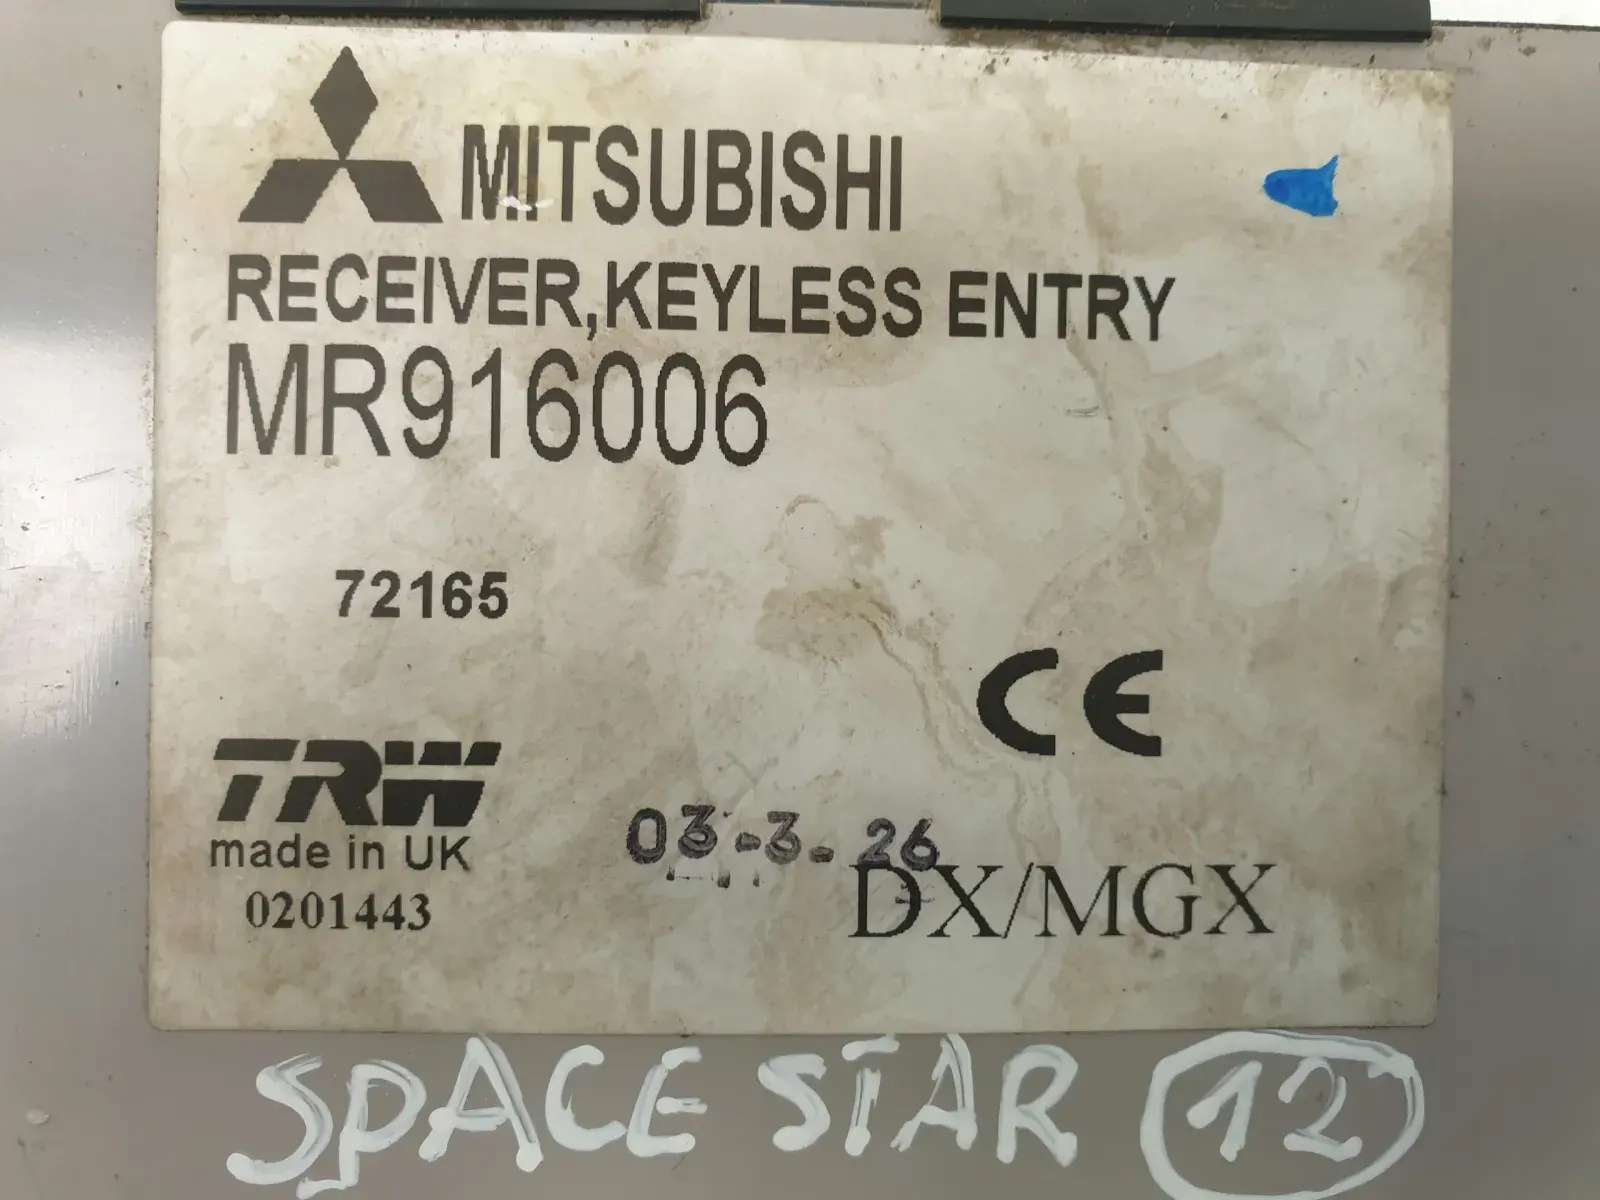 MITSUBISHI
RECEIVER,KEYLESS ENTRY
MR916006
72165
CE
TRW
made in UK
03-3-26
DX/MGX
0201443
SPACE STAR 12